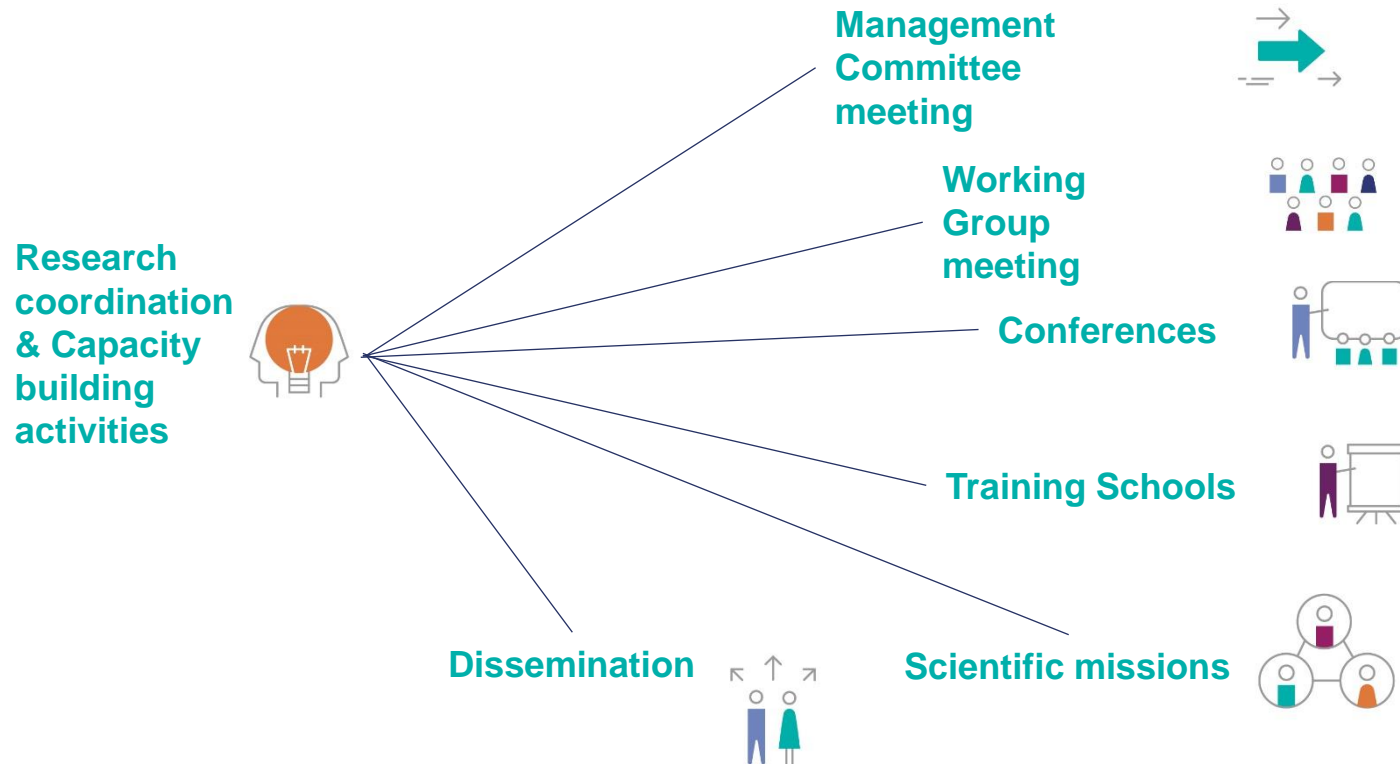 Research
coordination
& Capacity
building
activities
Management
Committee
meeting
Working
Group
meeting
Conferences
Training Schools
Scientific missions
Dissemination